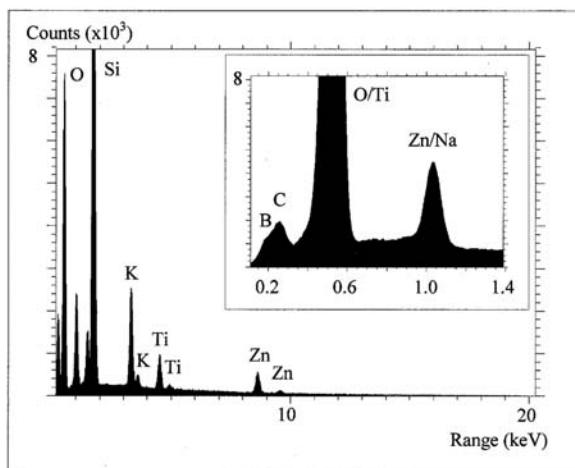 Counts (x10³)
8
O
Si
K
K
Ti
Ti
Zn
Zn
10
20
Range (keV)
8
O/Ti
Zn/Na
C
B
0.2
0.6
1.0
1.4